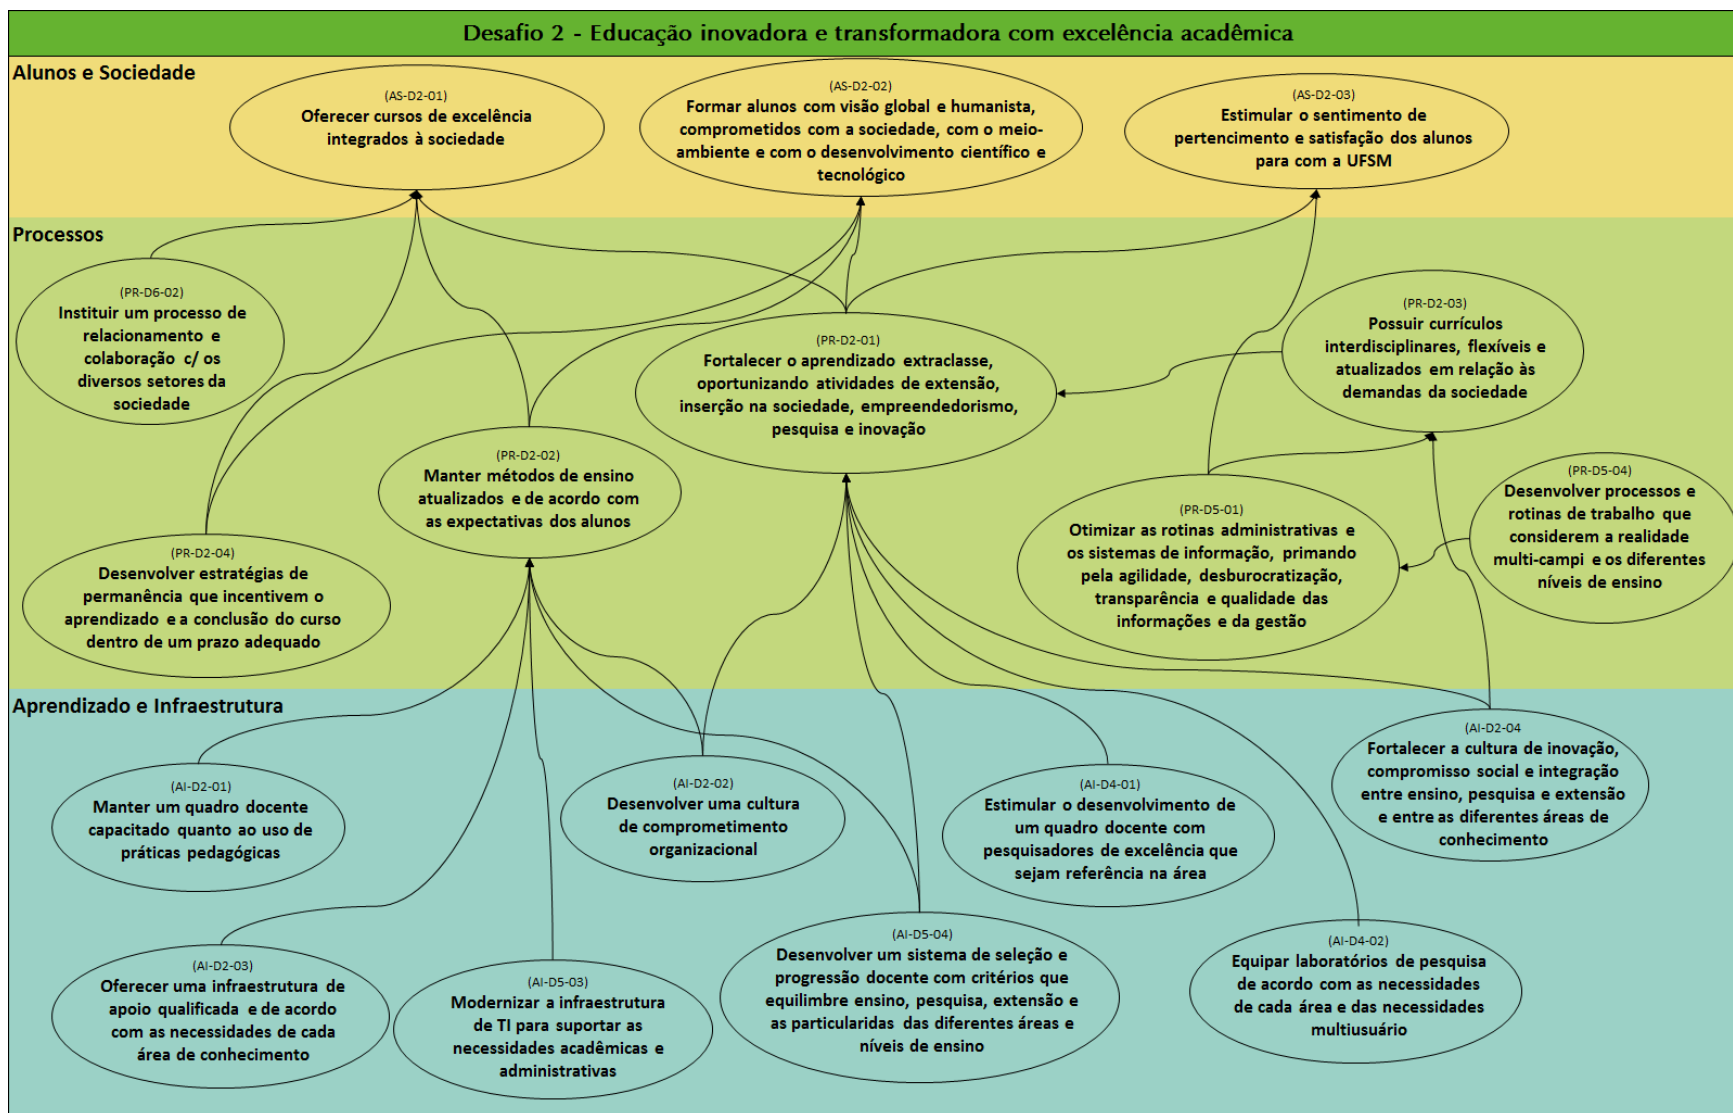 Desafio 2 - Educação inovadora e transformadora com excelência acadêmica
Alunos e Sociedade
(AS-D2-01)
Oferecer cursos de excelência
integrados à sociedade
(AS-D2-02)
Formar alunos com visão global e humanista,
comprometidos com a sociedade, com o meio-
ambiente e com o desenvolvimento científico e
tecnológico
(AS-D2-03)
Estimular o sentimento de
pertencimento e satisfação dos alunos
para com a UFSM
Processos
(PR-D6-02)
Instituir um processo de
relacionamento e
colaboração c/ os
diversos setores da
sociedade
(PR-D2-01)
Fortalecer o aprendizado extraclasse,
oportunizando atividades de extensão,
inserção na sociedade, empreendedorismo,
pesquisa e inovação
(PR-D2-03)
Possuir currículos
interdisciplinares, flexíveis e
atualizados em relação às
demandas da sociedade
(PR-D2-02)
Manter métodos de ensino
atualizados e de acordo com
as expectativas dos alunos
(PR-D5-01)
Otimizar as rotinas administrativas e
os sistemas de informação, primando
pela agilidade, desburocratização,
transparência e qualidade das
informações e da gestão
(PR-D5-04)
Desenvolver processos e
rotinas de trabalho que
considerem a realidade
multi-campi e os diferentes
níveis de ensino
(PR-D2-04)
Desenvolver estratégias de
permanência que incentivem o
aprendizado e a conclusão do curso
dentro de um prazo adequado
Aprendizado e Infraestrutura
(AI-D2-01)
Manter um quadro docente
capacitado quanto ao uso de
práticas pedagógicas
(AI-D2-02)
Desenvolver uma cultura
de comprometimento
organizacional
(AI-D4-01)
Estimular o desenvolvimento de
um quadro docente com
pesquisadores de excelência que
sejam referência na área
(AI-D2-04
Fortalecer a cultura de inovação,
compromisso social e integração
entre ensino, pesquisa e extensão
e entre as diferentes áreas de
conhecimento
(AI-D2-03)
Oferecer uma infraestrutura de
apoio qualificada e de acordo
com as necessidades de cada
área de conhecimento
(AI-D5-03)
Modernizar a infraestrutura
de TI para suportar as
necessidades acadêmicas e
administrativas
(AI-D5-04)
Desenvolver um sistema de seleção e
progressão docente com critérios que
equilimbre ensino, pesquisa, extensão e
as particularidas das diferentes áreas e
níveis de ensino
(AI-D4-02)
Equipar laboratórios de pesquisa
de acordo com as necessidades
de cada área e das necessidades
multiusuário